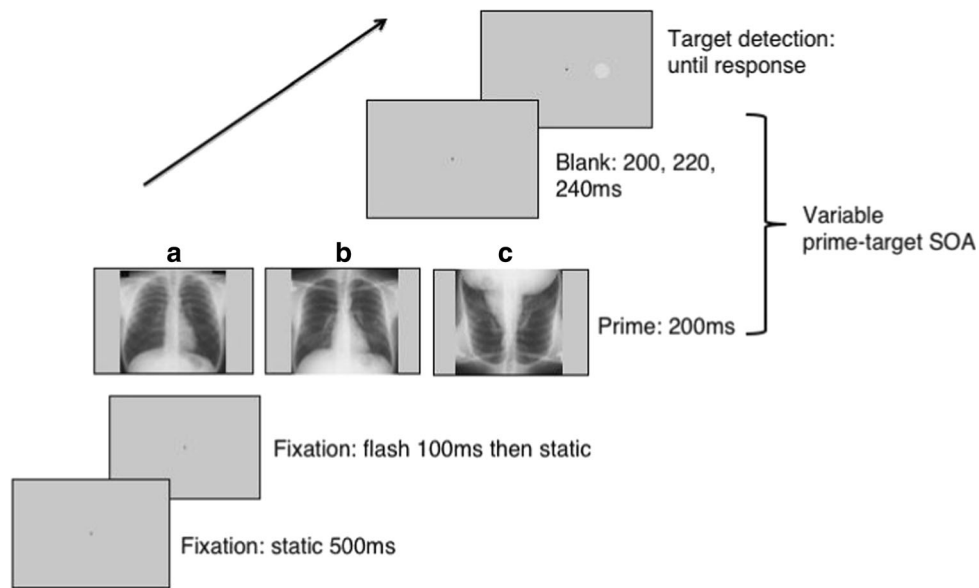 Target detection:
until response
Blank: 200, 220,
240ms
Variable
prime-target SOA
a
b
c
Prime: 200ms
Fixation: flash 100ms then static
Fixation: static 500ms